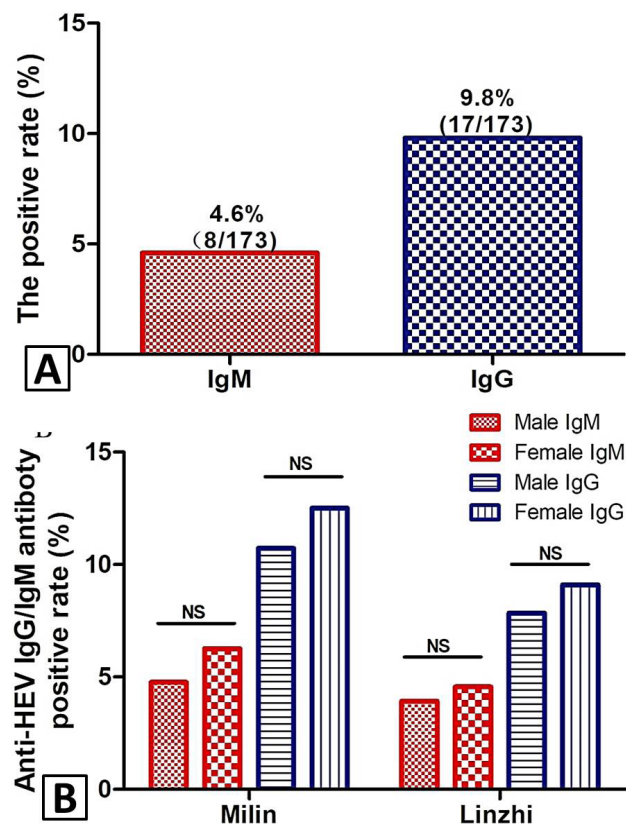 The positive rate (%)
15
10
5
0
4.6%
（8/173)
9.8%
(17/173)
IgM
IgG
A
Male IgM
Female IgM
Male IgG
Female IgG
Anti-HEV IgG/IgM antiboty
positive rate (%)
15
10
5
0
NS
NS
NS
NS
Milin
Linzhi
B